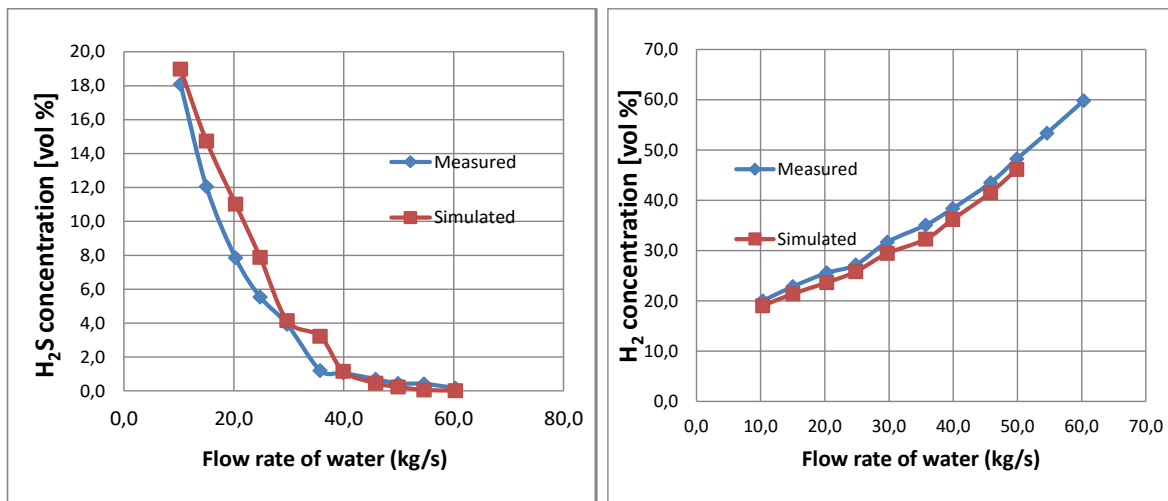 H₂S concentration [vol %]
20,0
18,0
16,0
14,0
12,0
10,0
8,0
6,0
4,0
2,0
0,0
0,0 20,0 40,0 60,0 80,0
Flow rate of water (kg/s)
Measured
Simulated
H₂ concentration [vol %]
70,0
60,0
50,0
40,0
30,0
20,0
10,0
0,0
0,0 10,0 20,0 30,0 40,0 50,0 60,0 70,0
Flow rate of water (kg/s)
Measured
Simulated